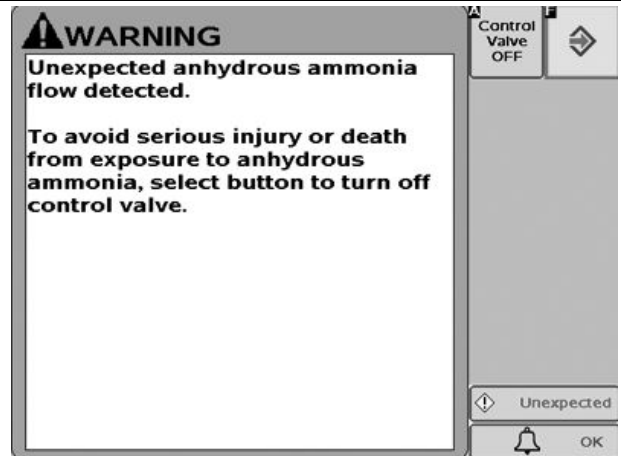 WARNING
Unexpected anhydrous ammonia
flow detected.
To avoid serious injury or death
from exposure to anhydrous
ammonia, select button to turn off
control valve.
A
Control
Valve
OFF
F
Unexpected
OK